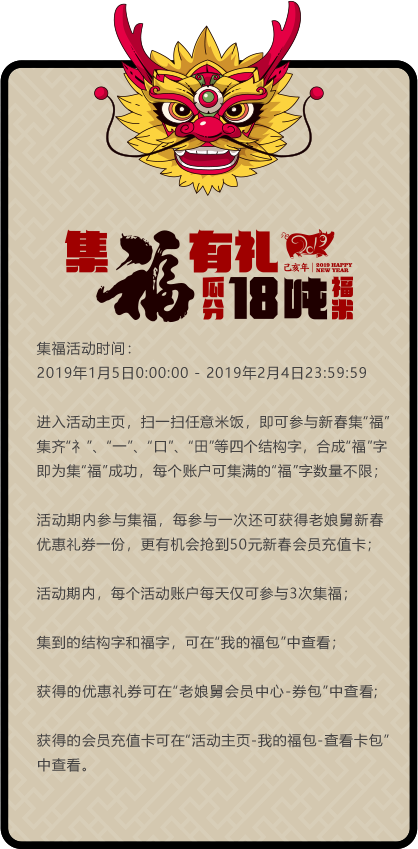 集福有礼
己亥年 2019 HAPPY
NEW YEAR
瓜分18吨福米
集福活动时间：
2019年1月5日0:00:00 - 2019年2月4日23:59:59
进入活动主页，扫一扫任意米饭，即可参与新春集“福”
集齐“礻”、“一”、“口”、“田”等四个结构字，合成“福”字
即为集“福”成功，每个账户可集满的“福”字数量不限；
活动期内参与集福，每参与一次还可获得老娘舅新春
优惠礼券一份，更有机会抢到50元新春会员充值卡；
活动期内，每个活动账户每天仅可参与3次集福；
集到的结构字和福字，可在“我的福包”中查看；
获得的优惠礼券可在“老娘舅会员中心-券包”中查看；
获得的会员充值卡可在“活动主页-我的福包-查看卡包”
中查看。